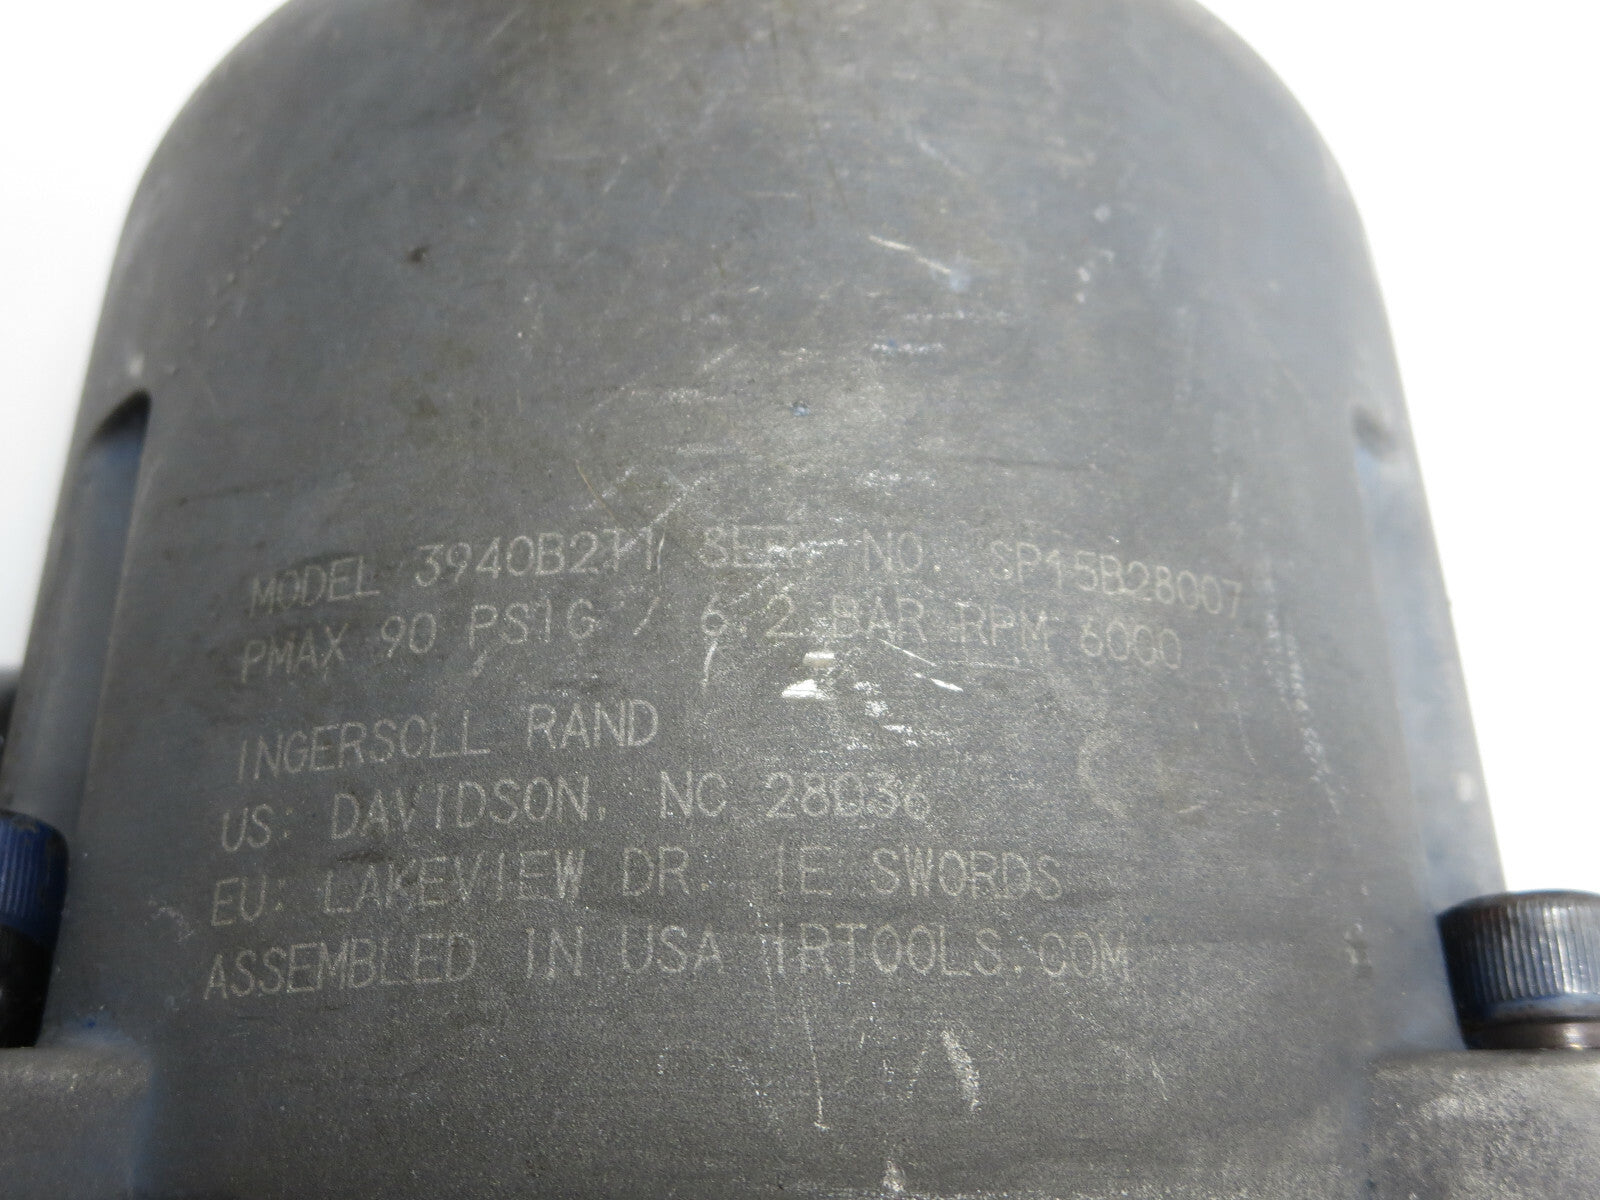 MODEL 3940B2T1 SER. NO. SP15B28007
PMAX 90 PSIG / 6.2 BAR RPM 6000
INGERSOLL RAND
US: DAVIDSON, NC 28036
EU: LAKEVIEW DR. IE SWORDS
ASSEMBLED IN USA IRTOOLS.COM